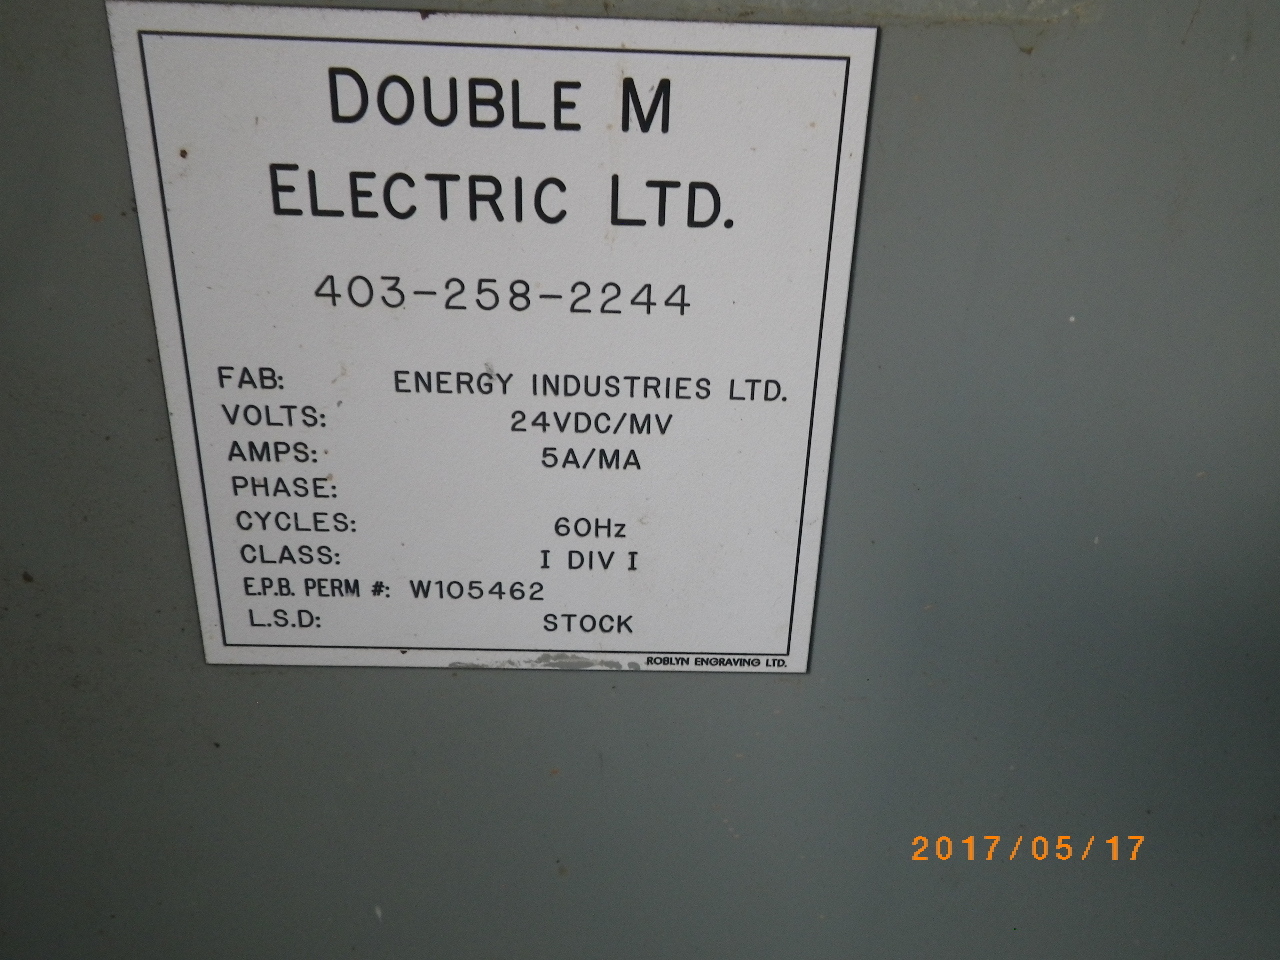 DOUBLE M
ELECTRIC LTD.
403-258-2244
FAB: ENERGY INDUSTRIES LTD.
VOLTS: 24VDC/MV
AMPS: 5A/MA
PHASE:
CYCLES: 60Hz
CLASS: I DIV I
E.P.B. PERM #: W105462
L.S.D: STOCK
ROBLYN ENGRAVING LTD.
2017/05/17